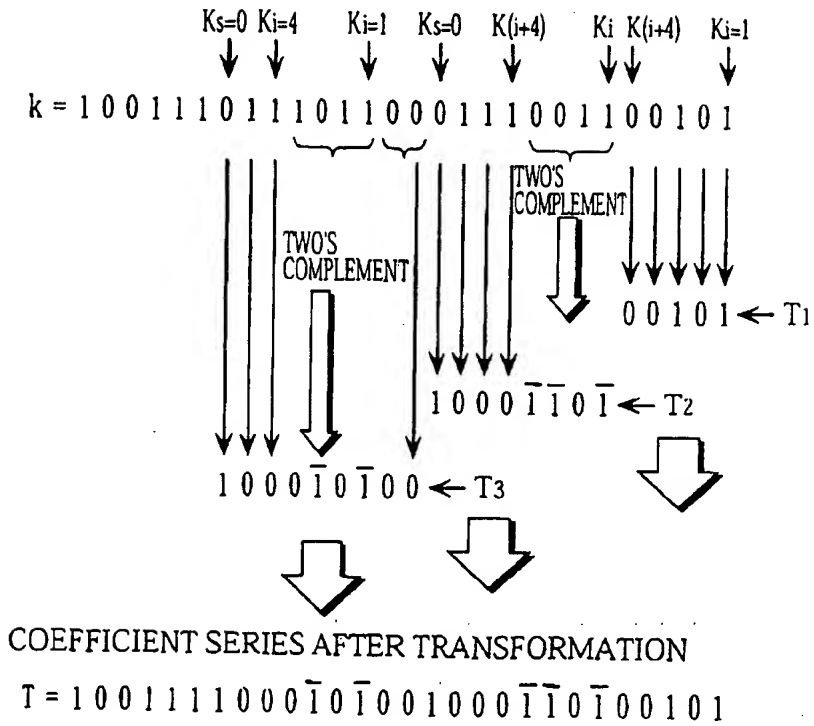 Ks=0 Ki=4 Ki=1 Ks=0 K(i+4) Ki K(i+4) Ki=1
k = 1 0 0 1 1 1 0 1 1 1 0 1 1 0 0 0 1 1 1 0 0 1 1 0 0 1 0 1
TWO'S
COMPLEMENT
TWO'S
COMPLEMENT
0 0 1 0 1 ← T1
1 0 0 0 1̄ 1̄ 0 1̄ ← T2
1 0 0 0 1̄ 0 1̄ 0 0 ← T3
COEFFICIENT SERIES AFTER TRANSFORMATION
T = 1 0 0 1 1 1 1 0 0 0 1̄ 0 1̄ 0 0 1 0 0 0 1̄ 1̄ 0 1̄ 0 0 1 0 1